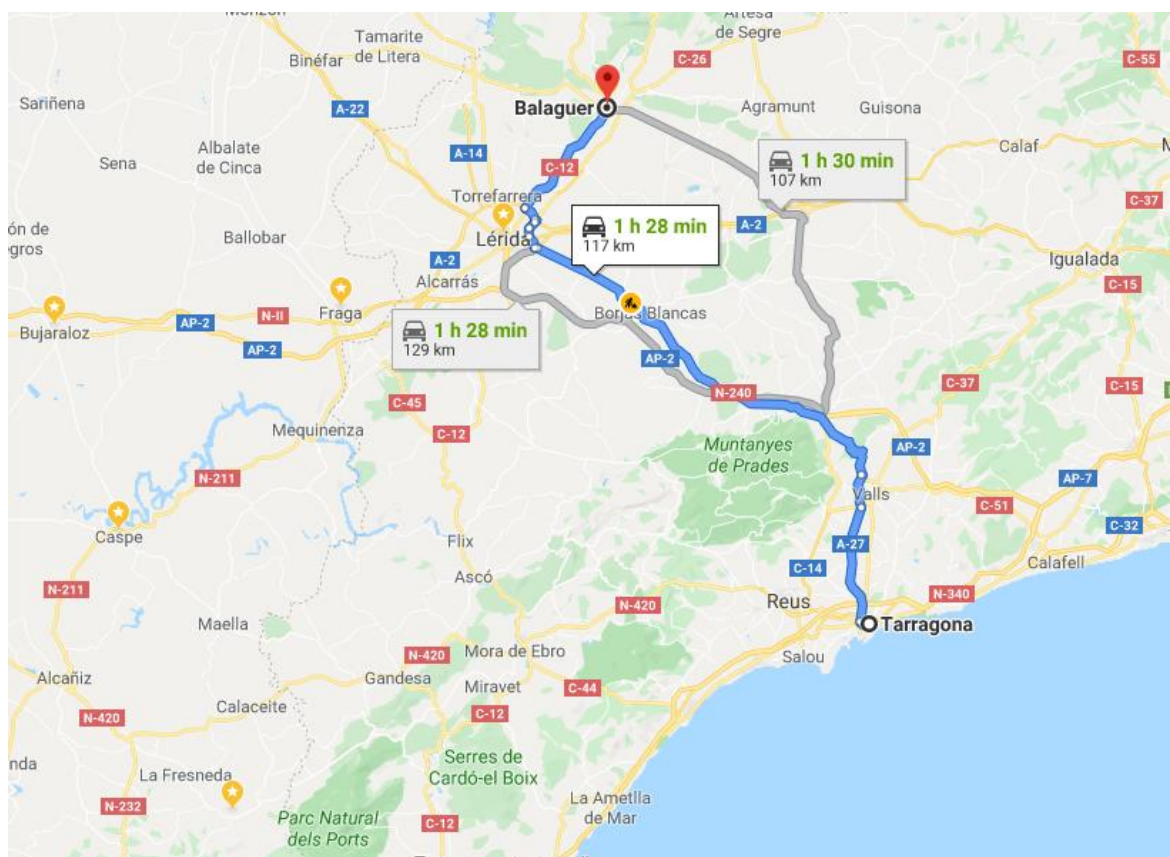 Monzón
Tamarite
de Litera
Binéfar
Artesa
de Segre
C-26
C-55
Sariñena
A-22
Balaguer
Agramunt
Guisona
Albalate
de Cinca
Sena
A-14
C-12
1 h 30 min
107 km
Calaf
C-37
Torrefarrera
1 h 28 min
117 km
A-2
Ballobar
Lérida
ón de
egros
Alcarrás
A-2
Igualada
C-15
Fraga
N-II
AP-2
Bujaraloz
AP-2
1 h 28 min
129 km
Borjas Blancas
AP-2
N-240
C-37
C-15
C-45
C-12
Mequinenza
Muntanyes
de Prades
AP-2
N-211
Valls
AP-7
C-51
C-32
Caspe
Flix
A-27
Calafell
N-211
Ascó
C-14
N-420
Reus
N-340
Maella
Tarragona
Salou
N-420
Mora de Ebro
Alcañiz
Gandesa
Miravet
C-44
Calaceite
N-420
C-12
nda
La Fresneda
Serres de
Cardó-el Boix
N-232
La Ametlla
de Mar
Parc Natural
dels Ports
C-12